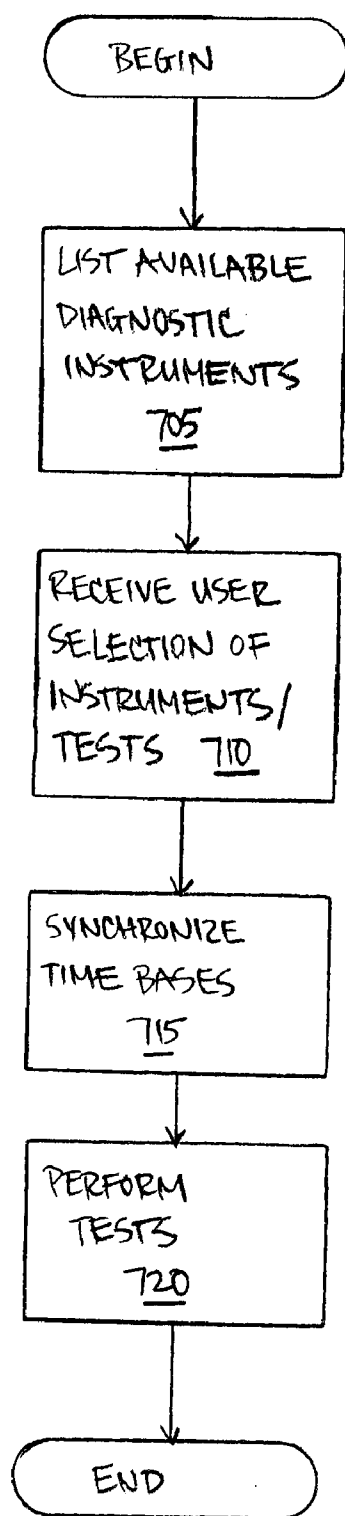 BEGIN
LIST AVAILABLE
DIAGNOSTIC
INSTRUMENTS
705
RECEIVE USER
SELECTION OF
INSTRUMENTS/
TESTS 710
SYNCHRONIZE
TIME BASES
715
PERFORM
TESTS
720
END